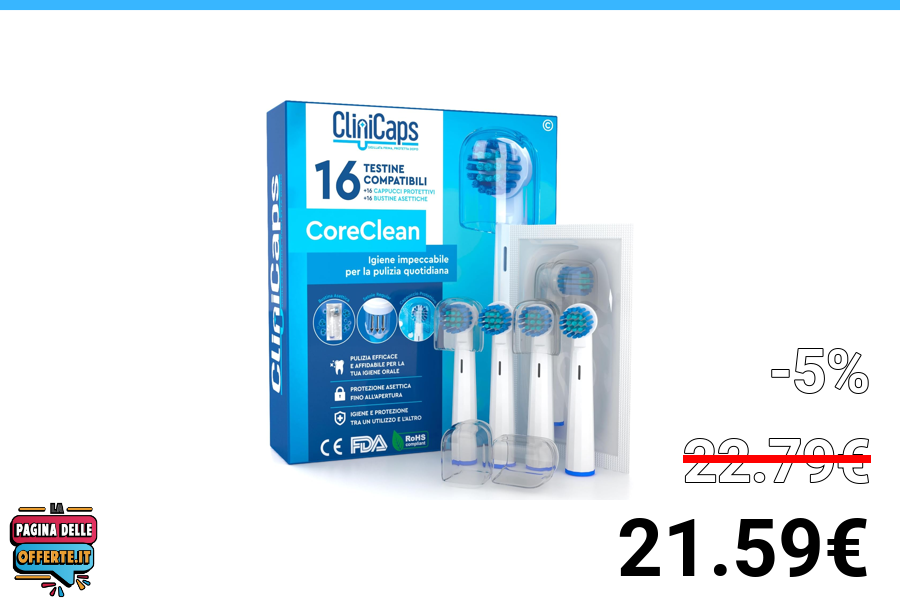 CliniCaps
©
16 TESTINE
COMPATIBILI
+16 CAPPUCCI PROTETTIVI
+16 BUSTINE ASETTICHE
CoreClean
Igiene impeccabile
per la pulizia quotidiana
CliniCaps
PULIZIA EFFICACE
E AFFIDABILE PER LA
TUA IGIENE ORALE
PROTEZIONE ASETTICA
FINO ALL'APERTURA
IGIENE E PROTEZIONE
TRA UN UTILIZZO E L'ALTRO
CE FDA RoHS
compliant
-5%
22.79€
21.59€
LA
PAGINA DELLE
OFFERTE.IT